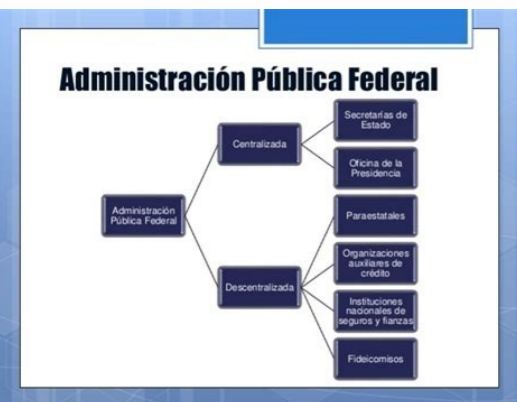 Administración Pública Federal
Secretarías de
Estado
Centralizada
Oficina de la
Presidencia
Administración
Pública Federal
Paraestatales
Organizaciones
auxiliares de
crédito
Descentralizada
Instituciones
nacionales de
seguros y fianzas
Fideicomisos